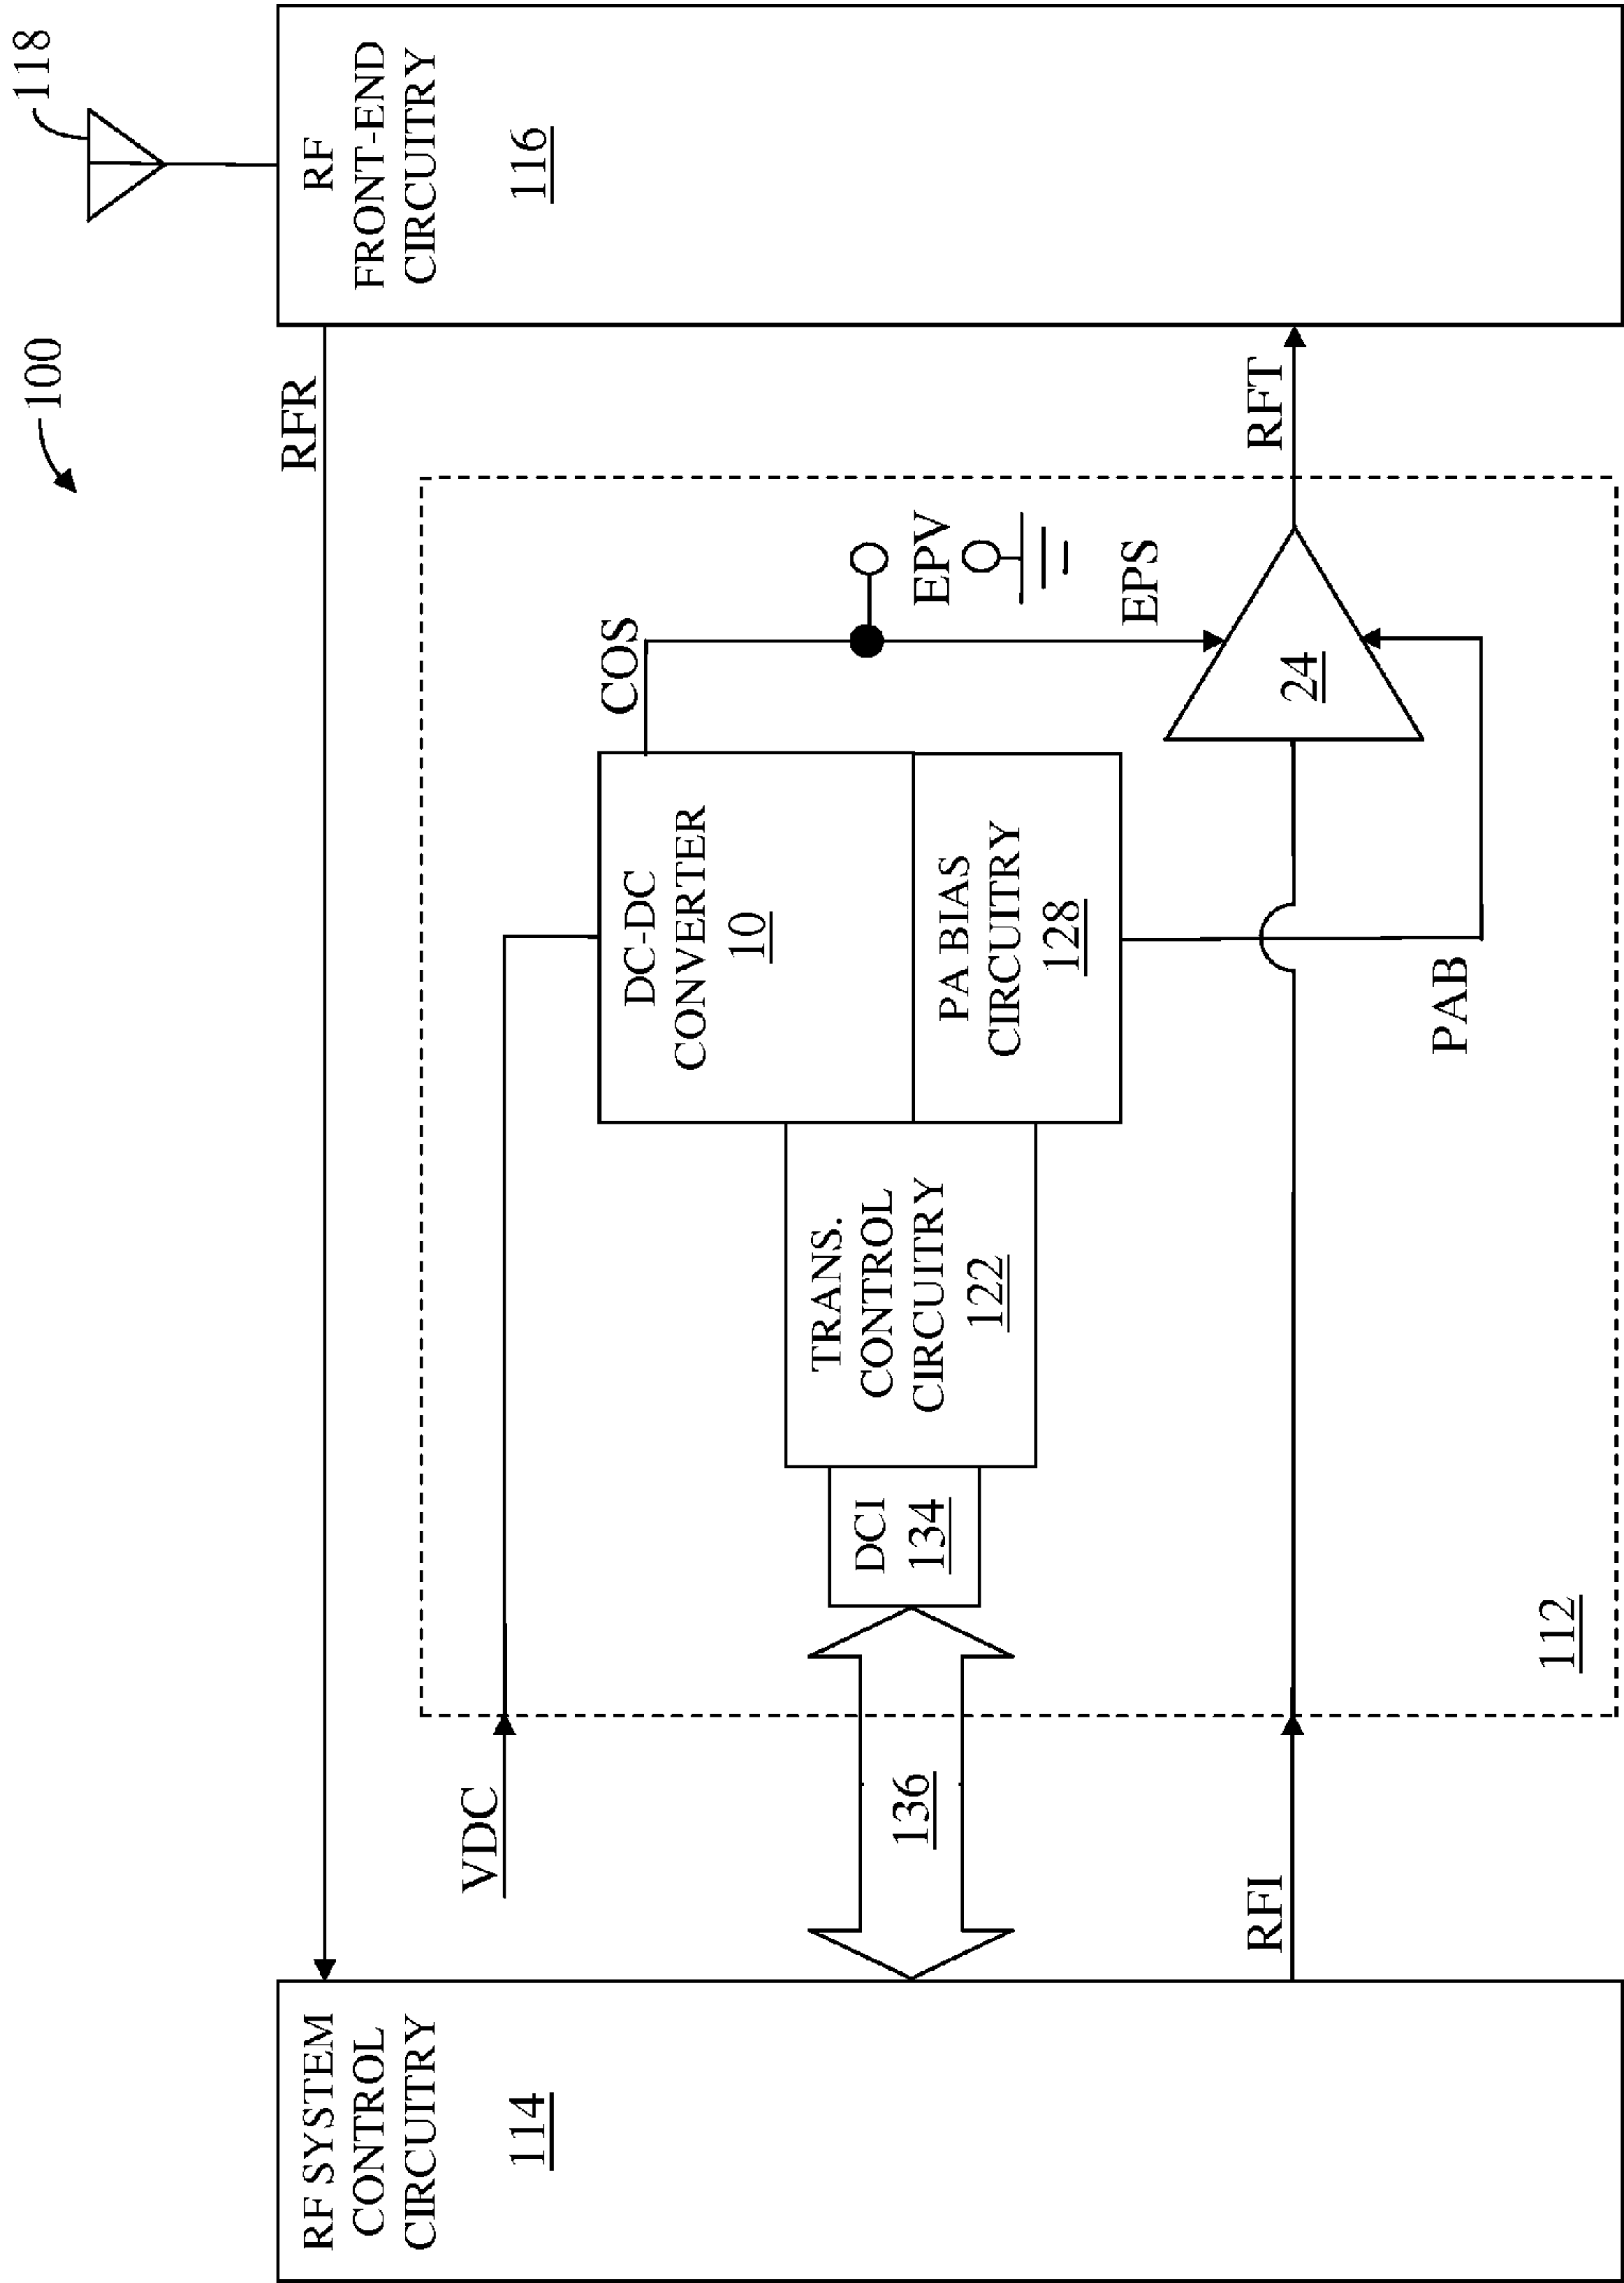 100
118
RF SYSTEM
CONTROL
CIRCUITRY
114
RFR
RF
FRONT-END
CIRCUITRY
116
VDC
136
RFI
DCI
134
TRANS.
CONTROL
CIRCUITRY
122
DC-DC
CONVERTER
10
PA BIAS
CIRCUITRY
128
COS
EPV
EPS
24
RFT
PAB
112